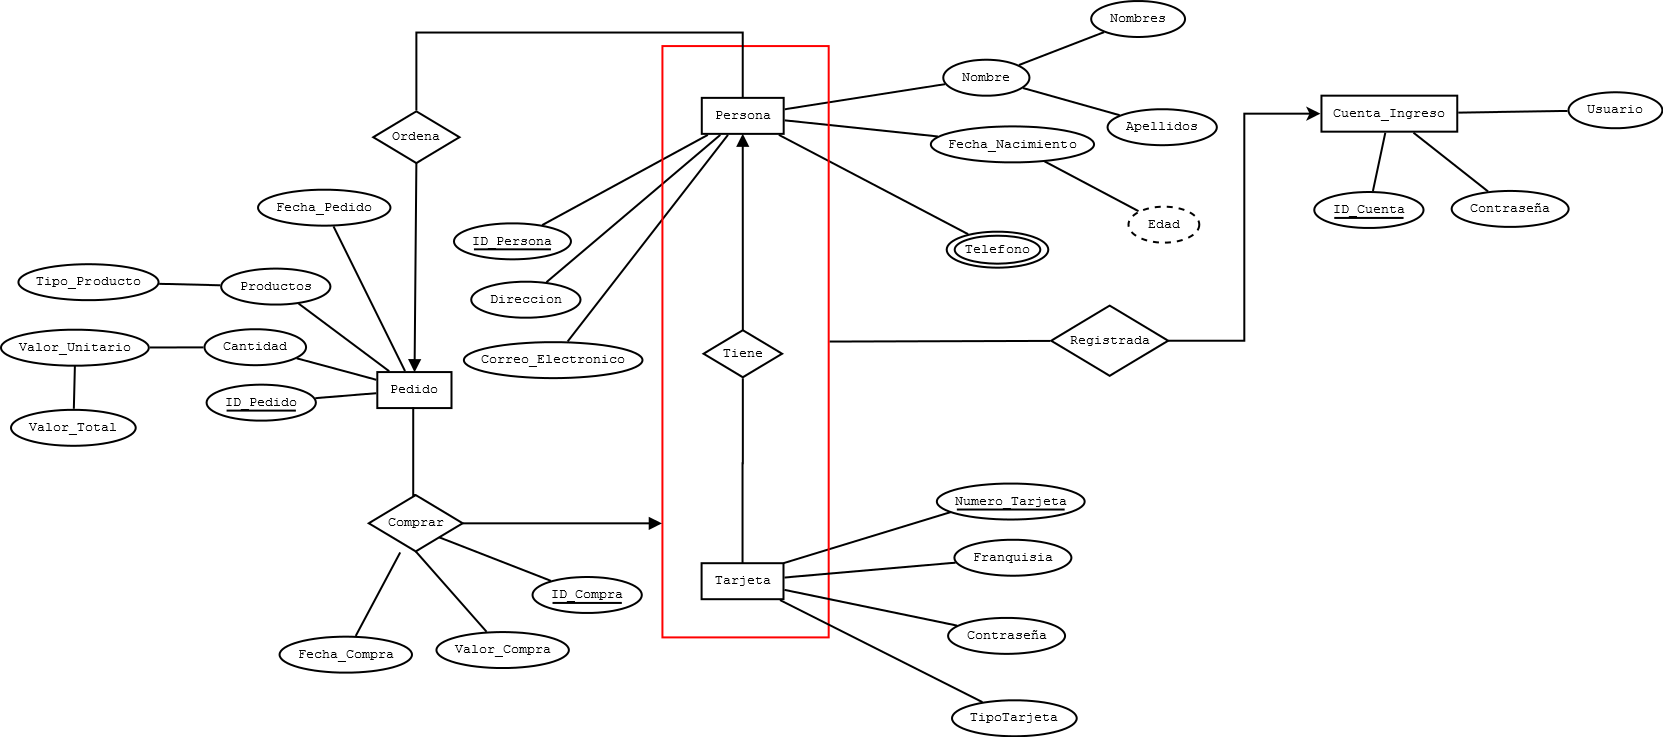 Nombres
Nombre
Persona
Cuenta_Ingreso
Usuario
Apellidos
Ordena
Fecha_Nacimiento
Fecha_Pedido
ID_Cuenta
Contraseña
Edad
ID_Persona
Telefono
Tipo_Producto
Productos
Direccion
Valor_Unitario
Cantidad
Registrada
Tiene
Correo_Electronico
Pedido
ID_Pedido
Valor_Total
Numero_Tarjeta
Comprar
Franquisia
Tarjeta
ID_Compra
Contraseña
Fecha_Compra
Valor_Compra
TipoTarjeta